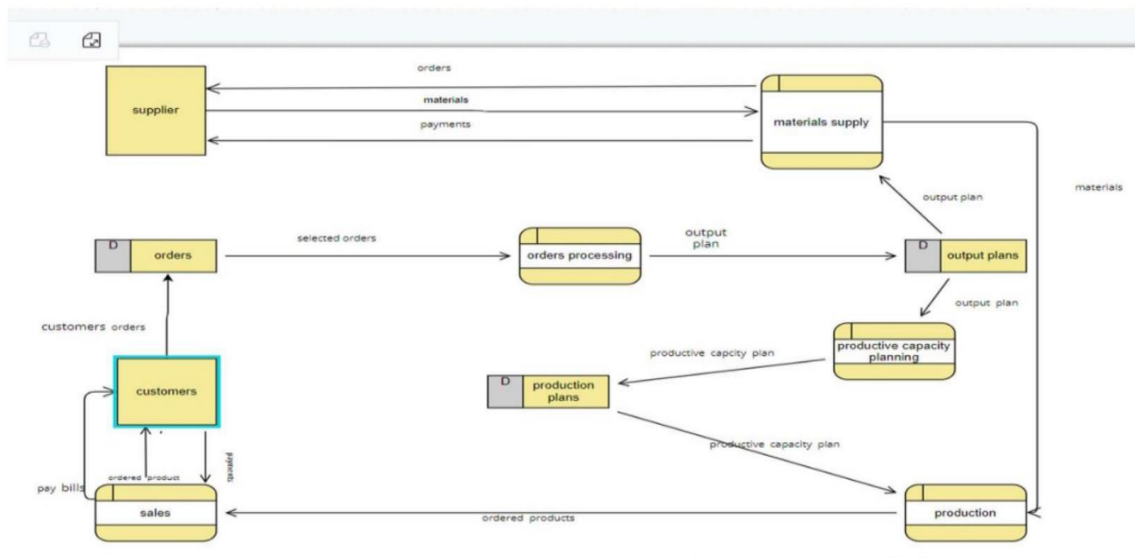 orders
supplier
materials
payments
materials supply
materials
output plan
D
orders
selected orders
orders processing
output
plan
D
output plans
output plan
customers orders
productive capacity
planning
productive capcity plan
D
production
plans
customers
productive capacity plan
ordered product
payments
pay bills
sales
ordered products
production